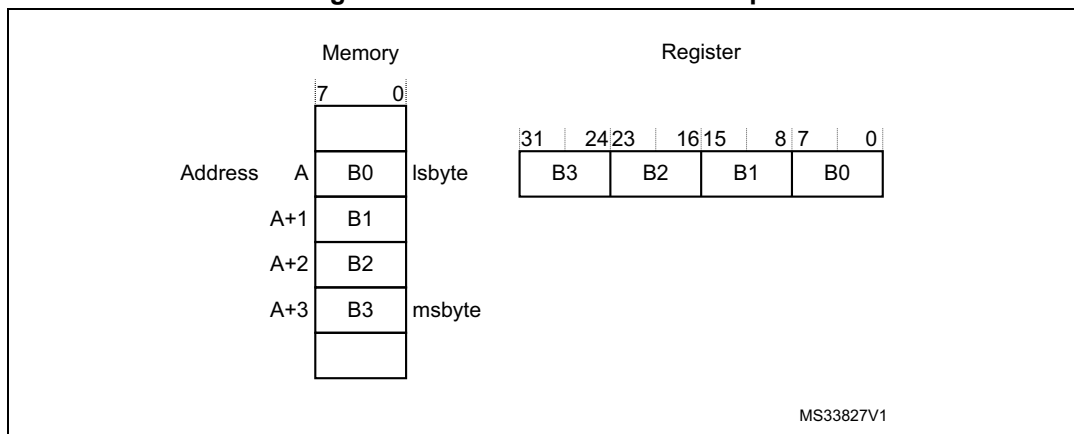 Memory Register
7 0
31 24 23 16 15 8 7 0
Address A B0 lsbyte B3 B2 B1 B0
A+1 B1
A+2 B2
A+3 B3 msbyte
MS33827V1